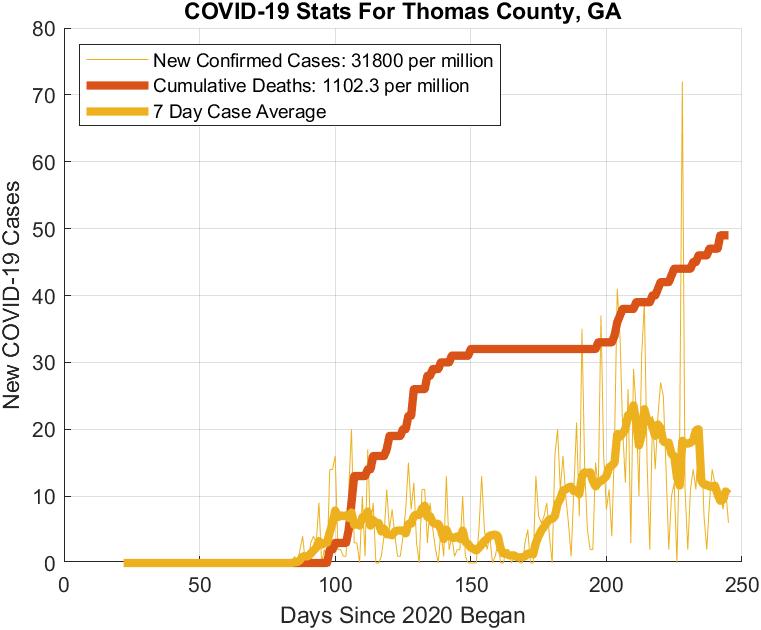 COVID-19 Stats For Thomas County, GA
New Confirmed Cases: 31800 per million
Cumulative Deaths: 1102.3 per million
7 Day Case Average
New COVID-19 Cases
80
70
60
50
40
30
20
10
0
0 50 100 150 200 250
Days Since 2020 Began